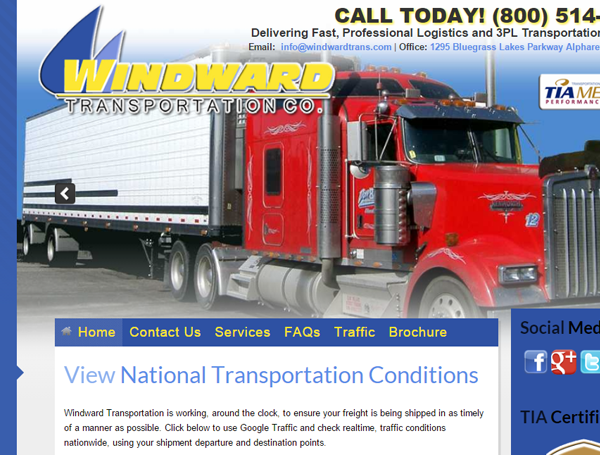 CALL TODAY! (800) 514-
Delivering Fast, Professional Logistics and 3PL Transportation
Email: info@windwardtrans.com | Office: 1295 Bluegrass Lakes Parkway Alphare
WINDWARD
TRANSPORTATION CO.
TIA ME
PERFORMANCE
12
Home Contact Us Services FAQs Traffic Brochure
View National Transportation Conditions
Windward Transportation is working, around the clock, to ensure your freight is being shipped in as timely
of a manner as possible. Click below to use Google Traffic and check realtime, traffic conditions
nationwide, using your shipment departure and destination points.
Social Med
f g+ t
TIA Certifi